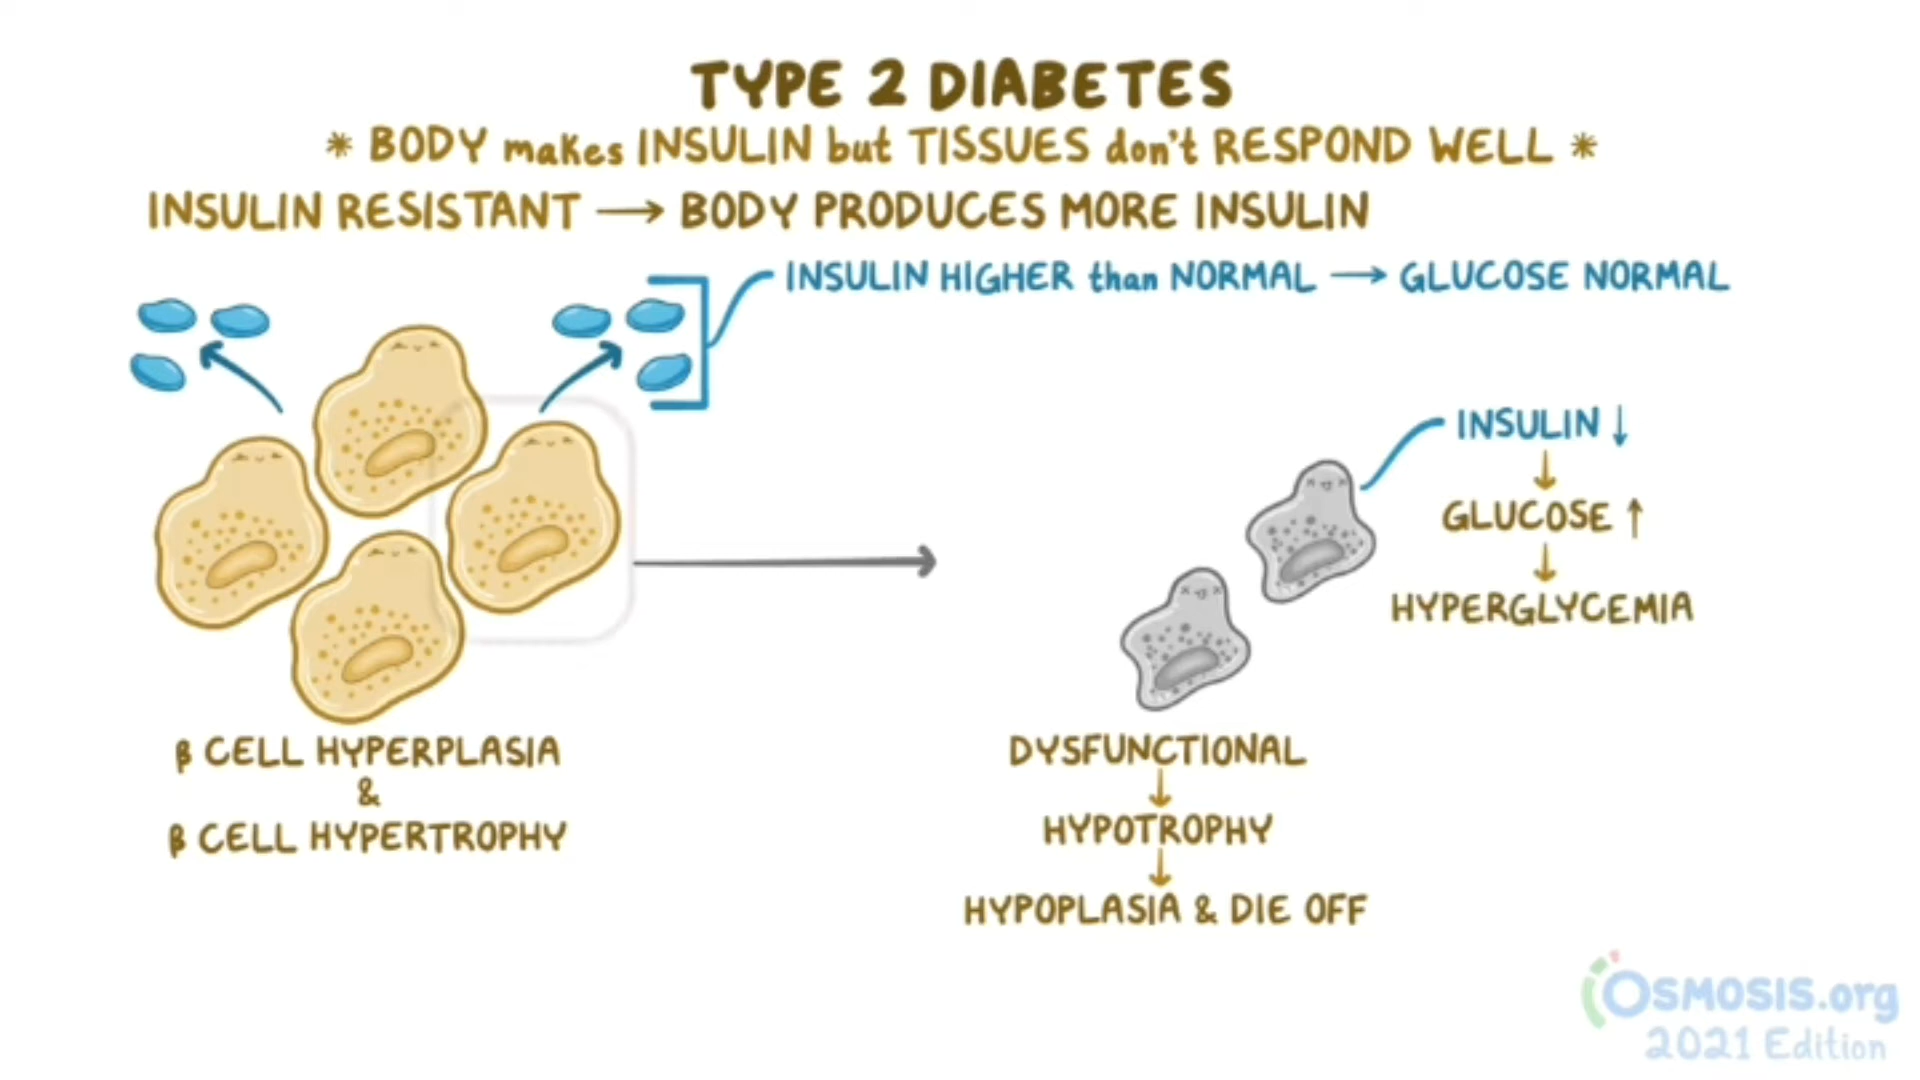 TYPE 2 DIABETES
* BODY makes INSULIN but TISSUES don't RESPOND WELL *
INSULIN RESISTANT → BODY PRODUCES MORE INSULIN
INSULIN HIGHER than NORMAL → GLUCOSE NORMAL
INSULIN ↓
↓
GLUCOSE ↑
↓
HYPERGLYCEMIA
β CELL HYPERPLASIA
&
β CELL HYPERTROPHY
DYSFUNCTIONAL
↓
HYPOTROPHY
↓
HYPOPLASIA & DIE OFF
OSMOSIS.org
2021 Edition